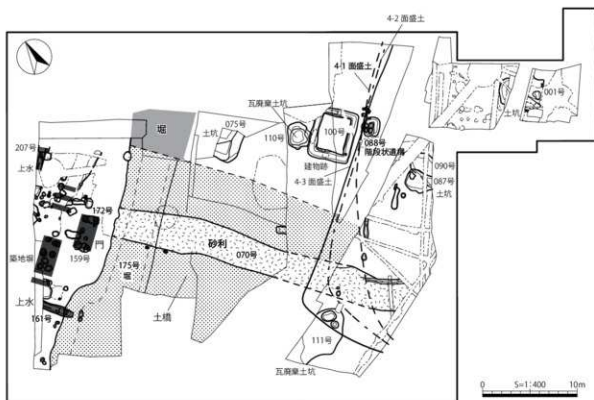 4-2 面盛土
4-1 面盛土
堀
瓦廃棄土坑
075号
土坑
110号
100号
建物跡
088号
階段状遺構
4-3 面盛土
001号
土坑
090号
087号
土坑
207号
上水
172号
門
築地塀
159号
上水
161号
175号
堀
砂利
070号
土橋
111号
瓦廃棄土坑
0 S=1:400 10m